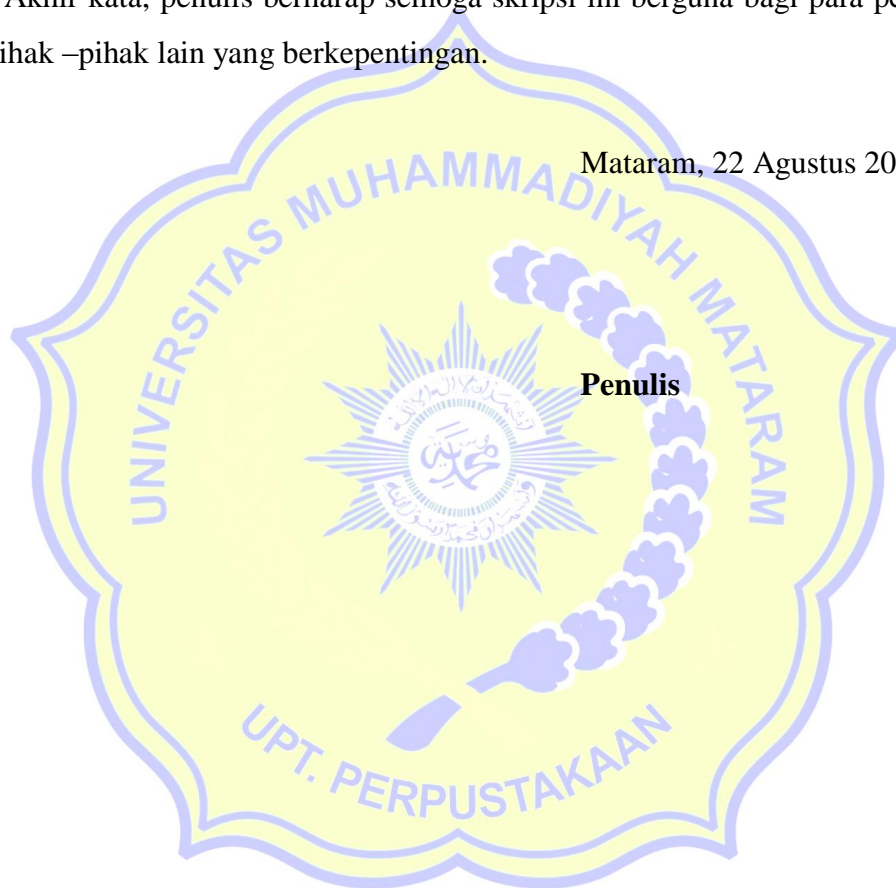 Akhir kata, penulis berharap semoga skripsi ini berguna bagi para pe
ihak –pihak lain yang berkepentingan.
Mataram, 22 Agustus 20
UNIVERSITAS MUHAMMADIYAH MATARAM
Penulis
محمدية
UPT. PERPUSTAKAAN